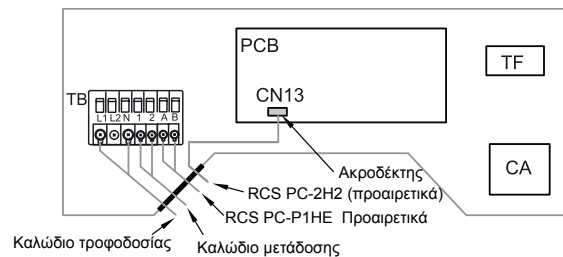 PCB
TF
CN13
TB
L1 L2 N 1 2 A B
Ακροδέκτης
CA
RCS PC-2H2 (προαιρετικά)
RCS PC-P1HE Προαιρετικά
Καλώδιο τροφοδοσίας
Καλώδιο μετάδοσης